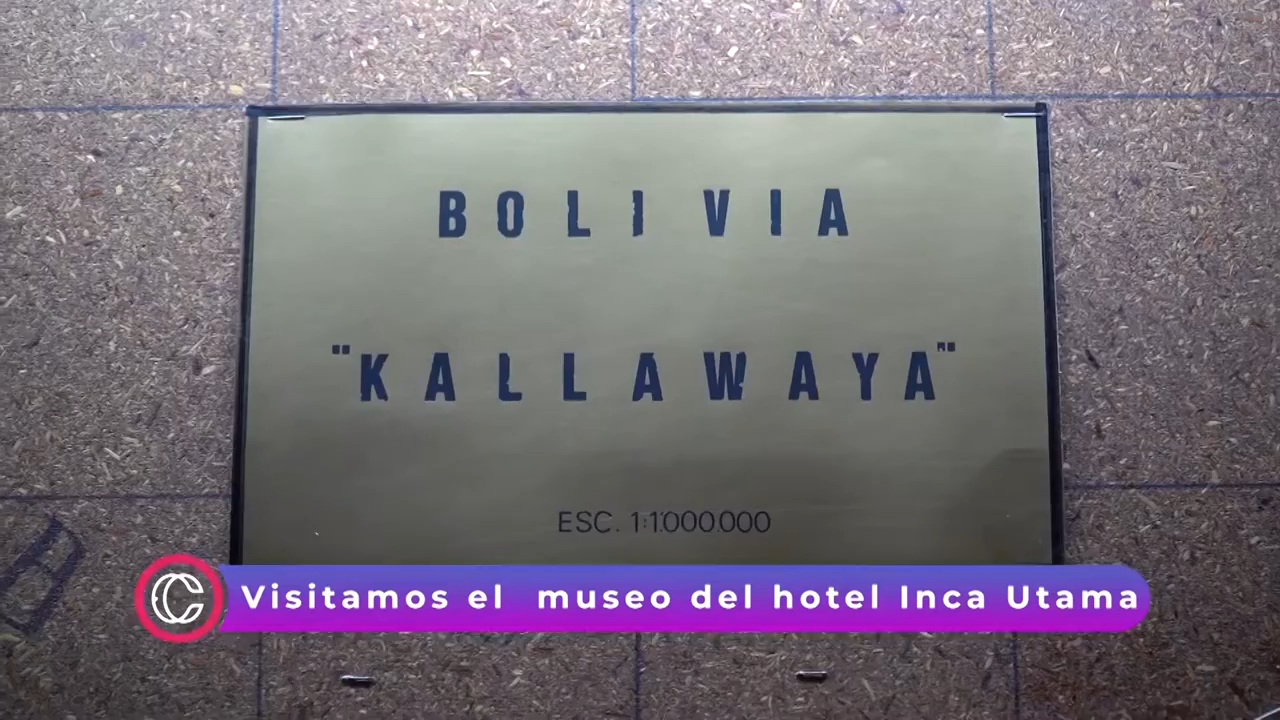 BOLIVIA
"KALLAWAYA"
ESC. 1:1'000.000
Visitamos el museo del hotel Inca Utama